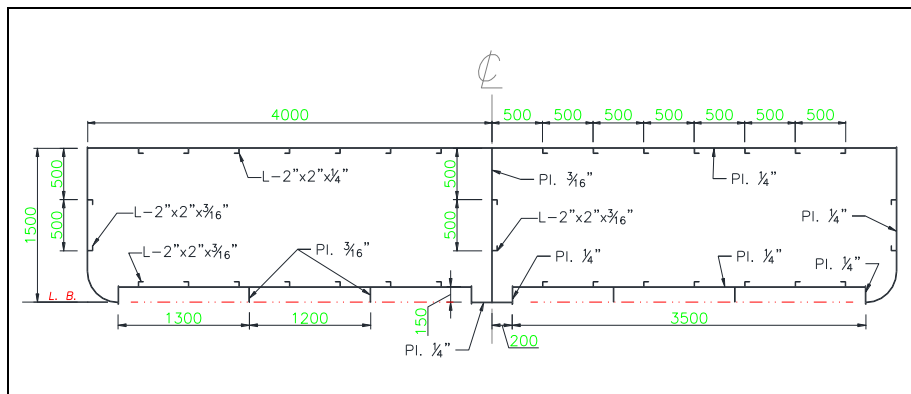 ℄
4000
500 500 500 500 500 500 500
500
500
L-2"x2"x¼"
Pl. ³⁄₁₆"
Pl. ¼"
1500
500
L-2"x2"x³⁄₁₆"
500
L-2"x2"x³⁄₁₆"
Pl. ¼"
L-2"x2"x³⁄₁₆"
Pl. ³⁄₁₆"
Pl. ¼"
Pl. ¼"
Pl. ¼"
L. B.
1300
1200
150
3500
200
Pl. ¼"